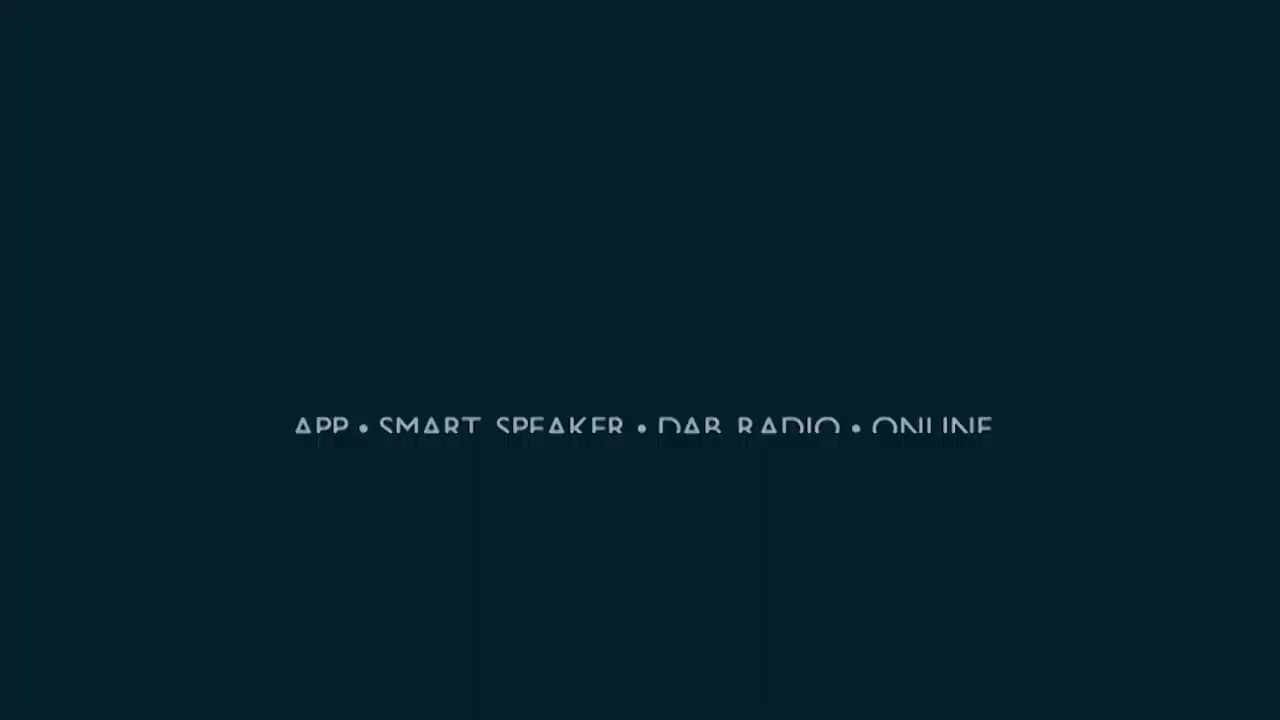 APP • SMART SPEAKER • DAB RADIO • ONLINE